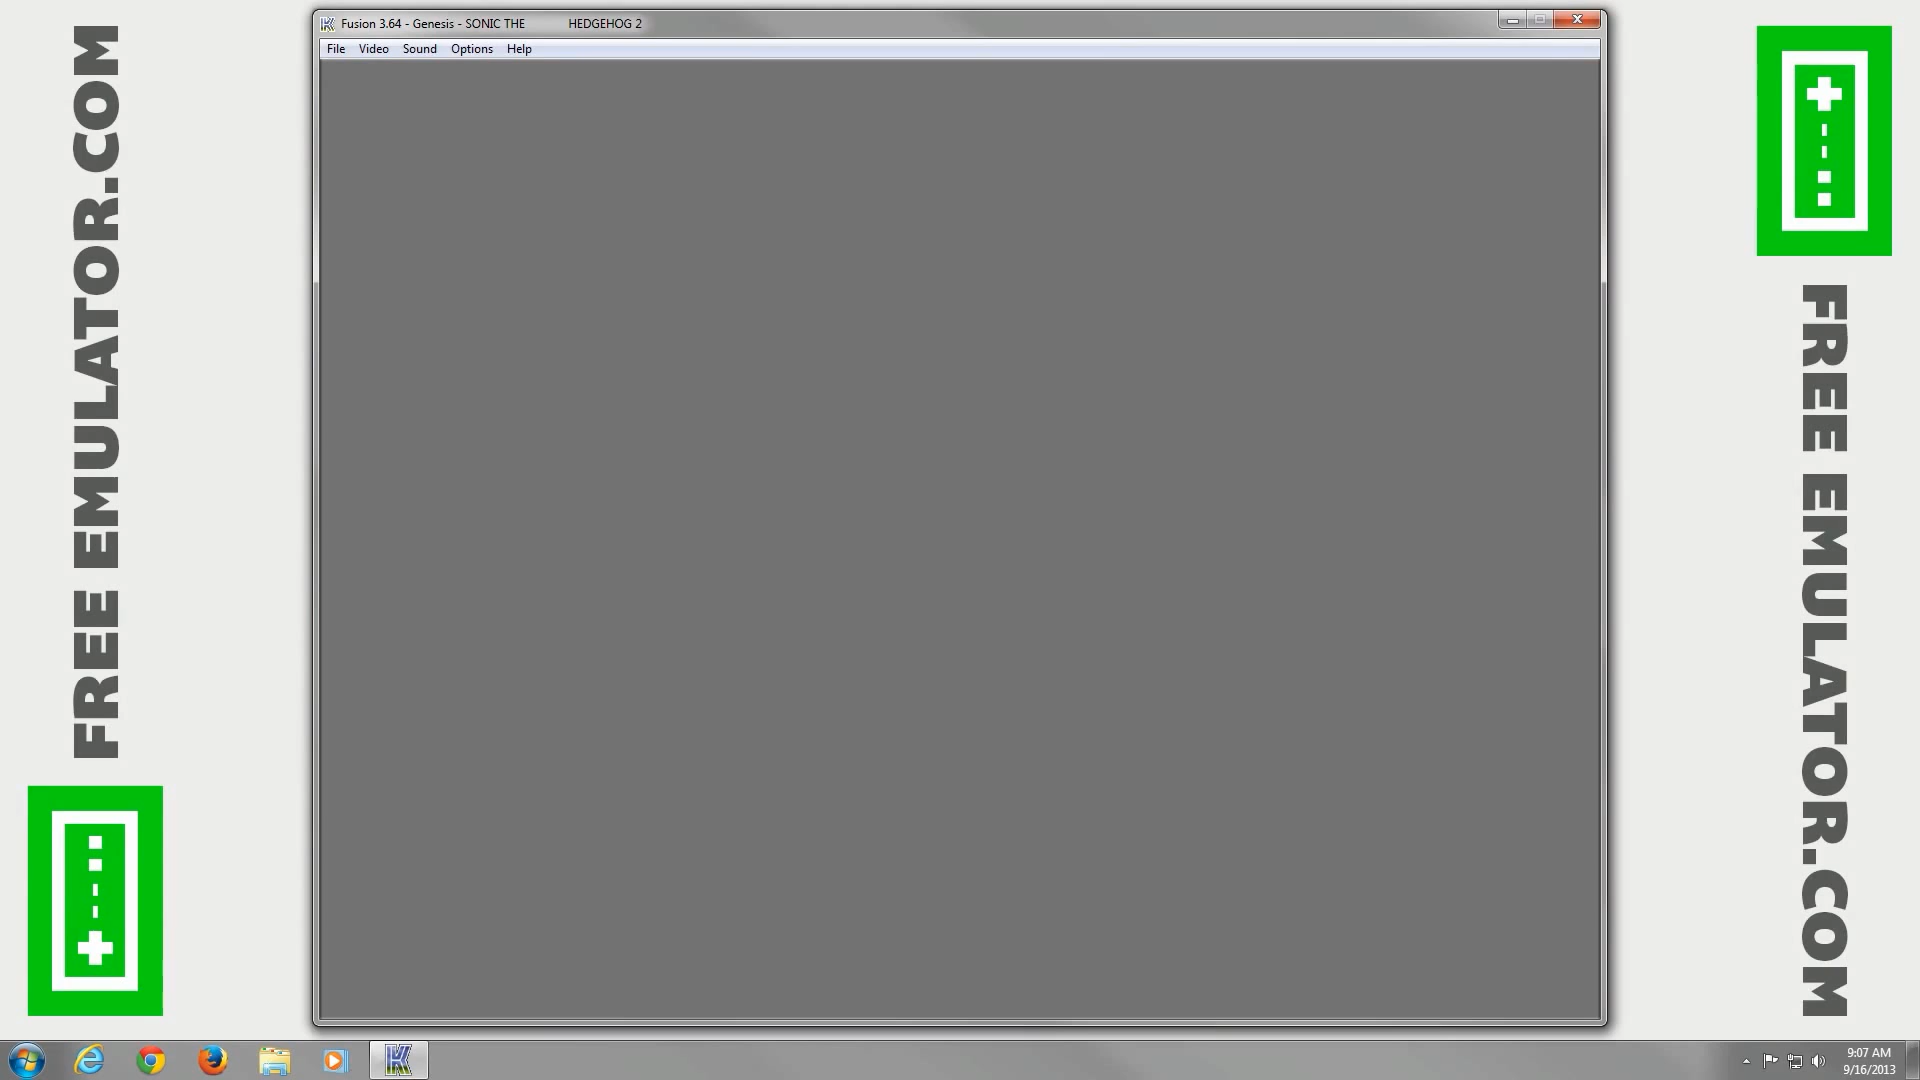 Fusion 3.64 - Genesis - SONIC THE HEDGEHOG 2
File Video Sound Options Help
FREE EMULATOR.COM
FREE EMULATOR.COM
9:07 AM
9/16/2013